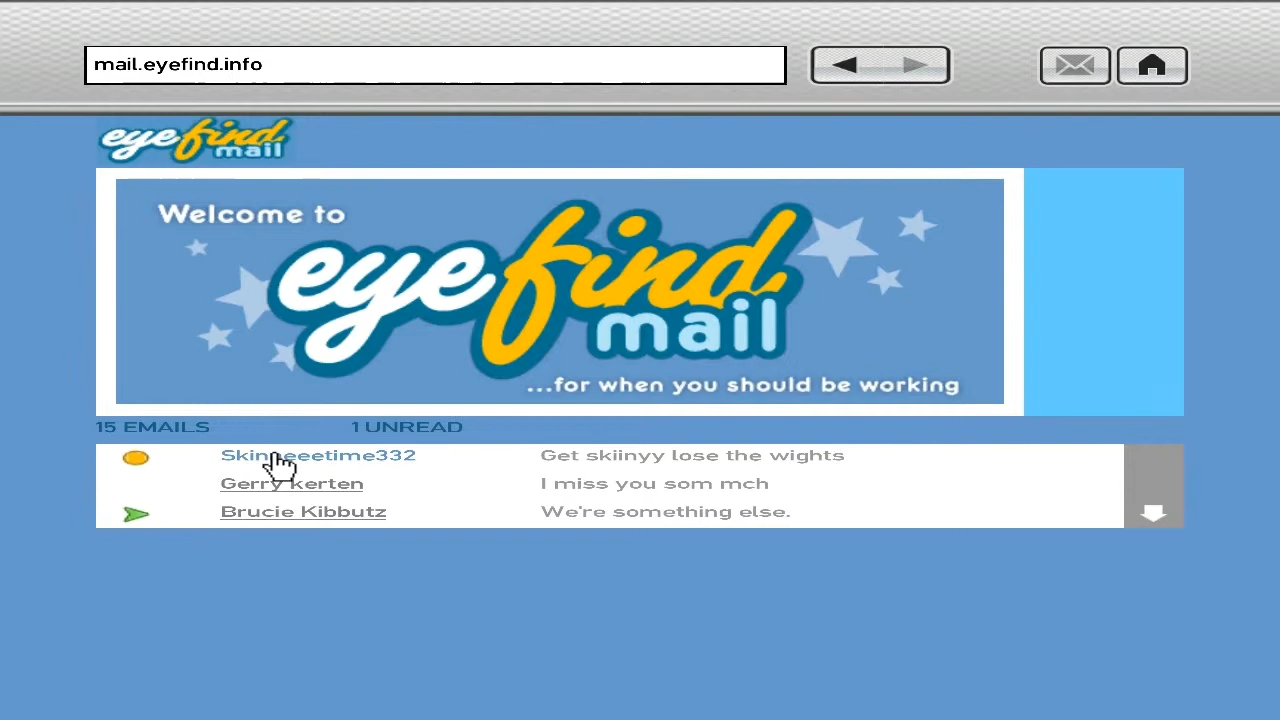 mail.eyefind.info
eyefind mail
Welcome to
eyefind
mail
...for when you should be working
15 EMAILS 1 UNREAD
Get skiinyy lose the wights
Gerry kerten I miss you som mch
Brucie Kibbutz We're something else.